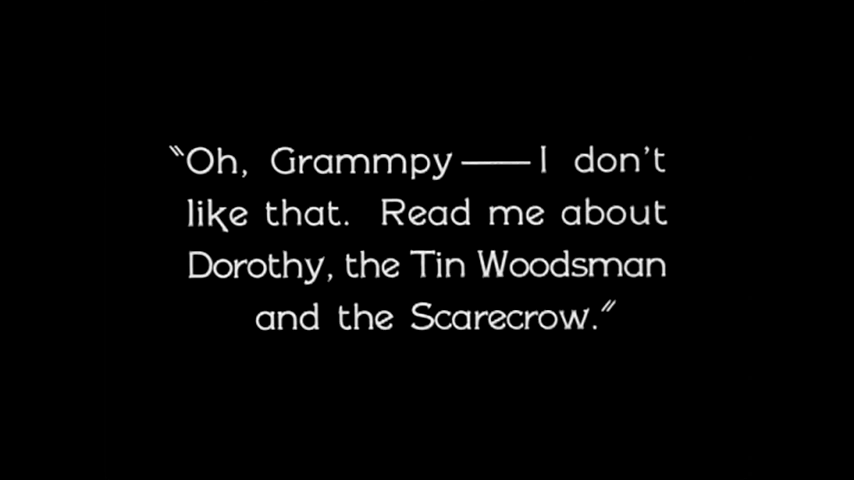 "Oh, Grammpy——I don't
like that. Read me about
Dorothy, the Tin Woodsman
and the Scarecrow."